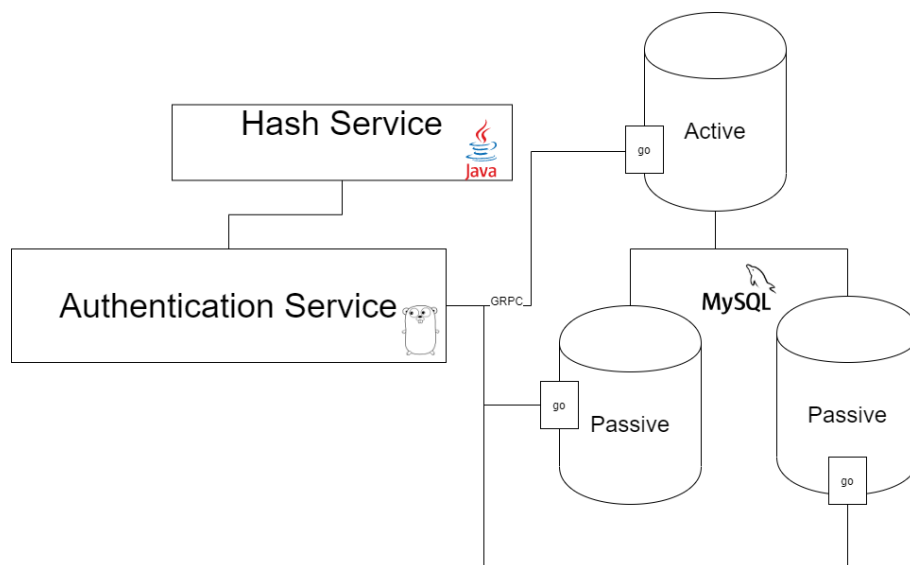 Hash Service
Java
go
Active
Authentication Service
GRPC
MySQL
go
Passive
Passive
go